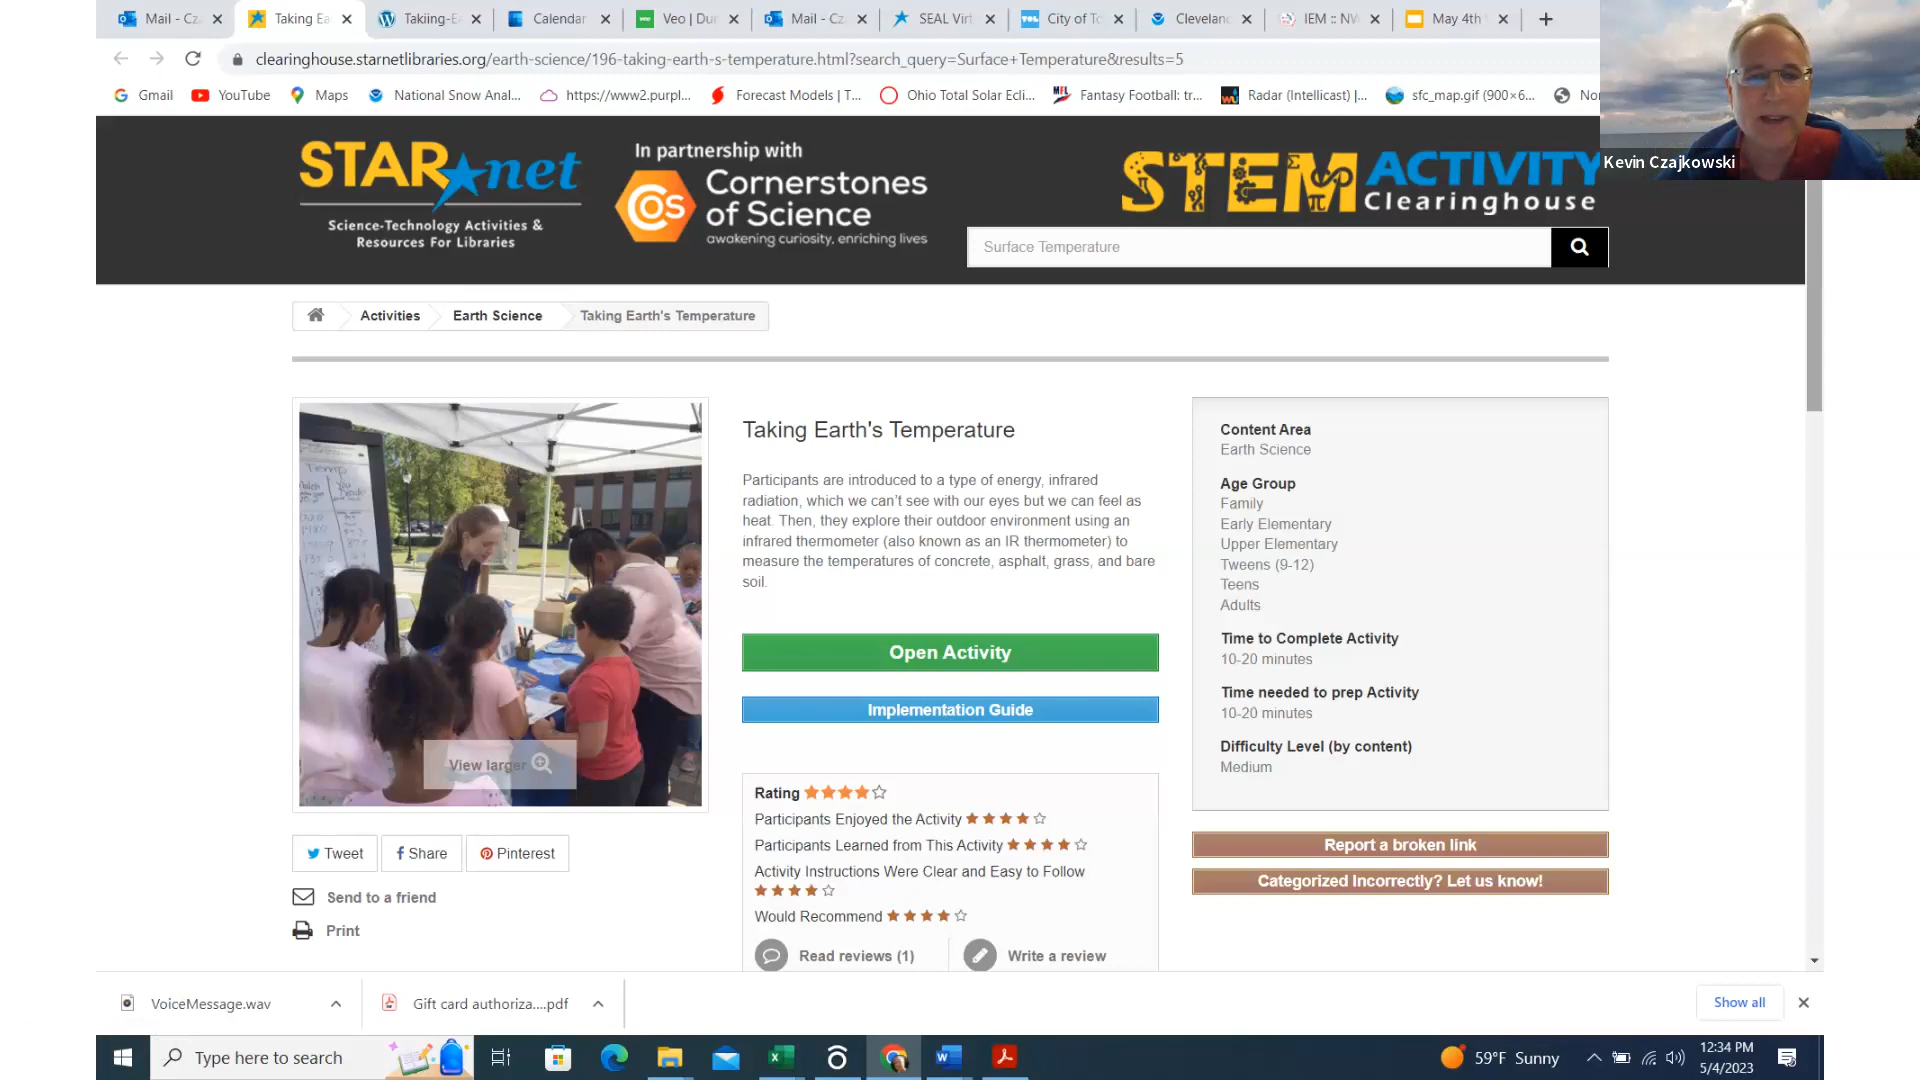 Mail - Cza
Taking Ea
Takiing-E
Calendar
Veo | Dur
Mail - Cza
SEAL Virt
City of To
Clevelan
IEM :: NW
May 4th
clearinghouse.starnetlibraries.org/earth-science/196-taking-earth-s-temperature.html?search_query=Surface+Temperature&results=5
Gmail
YouTube
Maps
National Snow Anal...
https://www2.purpl...
Forecast Models | T...
Ohio Total Solar Ecli...
Fantasy Football: tr...
Radar (Intellicast) |...
sfc_map.gif (900×6...
Kevin Czajkowski
STAR net
Science-Technology Activities &
Resources For Libraries
In partnership with
COS
Cornerstones
of Science
awakening curiosity, enriching lives
STEM ACTIVITY
Clearinghouse
Surface Temperature
Activities
Earth Science
Taking Earth's Temperature
Temp
View larger
Tweet
Share
Pinterest
Send to a friend
Print
Taking Earth's Temperature
Participants are introduced to a type of energy, infrared
radiation, which we can't see with our eyes but we can feel as
heat. Then, they explore their outdoor environment using an
infrared thermometer (also known as an IR thermometer) to
measure the temperatures of concrete, asphalt, grass, and bare
soil.
Open Activity
Implementation Guide
Rating
Participants Enjoyed the Activity
Participants Learned from This Activity
Activity Instructions Were Clear and Easy to Follow
Would Recommend
Read reviews (1)
Write a review
Content Area
Earth Science
Age Group
Family
Early Elementary
Upper Elementary
Tweens (9-12)
Teens
Adults
Time to Complete Activity
10-20 minutes
Time needed to prep Activity
10-20 minutes
Difficulty Level (by content)
Medium
Report a broken link
Categorized Incorrectly? Let us know!
VoiceMessage.wav
Gift card authoriza....pdf
Show all
Type here to search
59°F Sunny
12:34 PM
5/4/2023